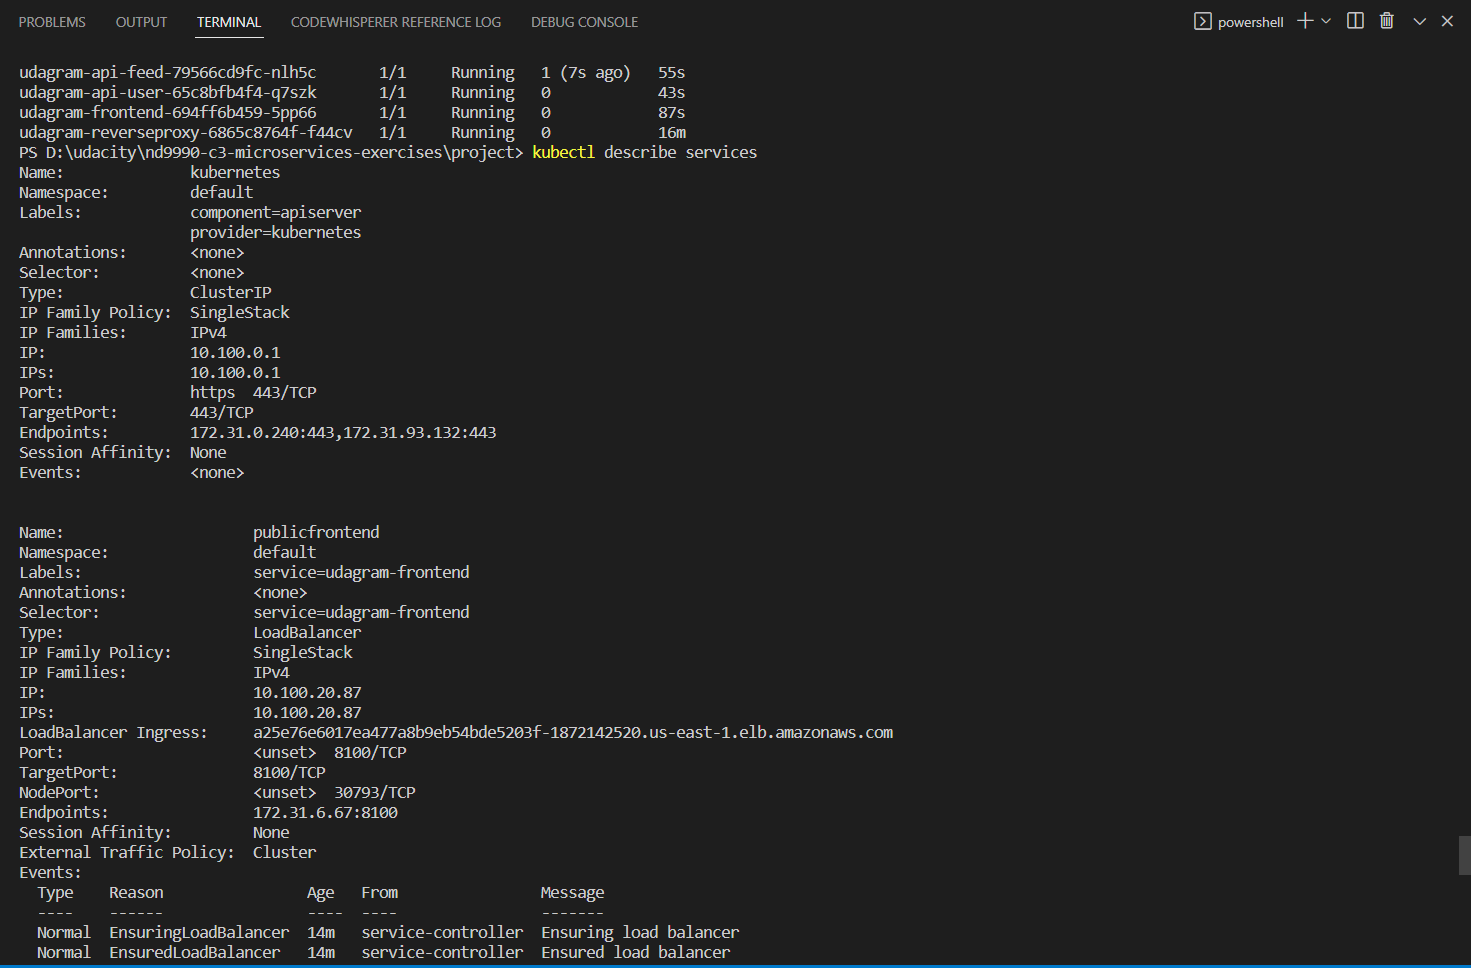 PROBLEMS OUTPUT TERMINAL CODEWHISPERER REFERENCE LOG DEBUG CONSOLE powershell
udagram-api-feed-79566cd9fc-nlh5c 1/1 Running 1 (7s ago) 55s
udagram-api-user-65c8bfb4f4-q7szk 1/1 Running 0 43s
udagram-frontend-694ff6b459-5pp66 1/1 Running 0 87s
udagram-reverseproxy-6865c8764f-f44cv 1/1 Running 0 16m
PS D:\udacity\nd9990-c3-microservices-exercises\project> kubectl describe services
Name: kubernetes
Namespace: default
Labels: component=apiserver
provider=kubernetes
Annotations: <none>
Selector: <none>
Type: ClusterIP
IP Family Policy: SingleStack
IP Families: IPv4
IP: 10.100.0.1
IPs: 10.100.0.1
Port: https 443/TCP
TargetPort: 443/TCP
Endpoints: 172.31.0.240:443,172.31.93.132:443
Session Affinity: None
Events: <none>
Name: publicfrontend
Namespace: default
Labels: service=udagram-frontend
Annotations: <none>
Selector: service=udagram-frontend
Type: LoadBalancer
IP Family Policy: SingleStack
IP Families: IPv4
IP: 10.100.20.87
IPs: 10.100.20.87
LoadBalancer Ingress: a25e76e6017ea477a8b9eb54bde5203f-1872142520.us-east-1.elb.amazonaws.com
Port: <unset> 8100/TCP
TargetPort: 8100/TCP
NodePort: <unset> 30793/TCP
Endpoints: 172.31.6.67:8100
Session Affinity: None
External Traffic Policy: Cluster
Events:
Type Reason Age From Message
---- ------ ---- ---- -------
Normal EnsuringLoadBalancer 14m service-controller Ensuring load balancer
Normal EnsuredLoadBalancer 14m service-controller Ensured load balancer